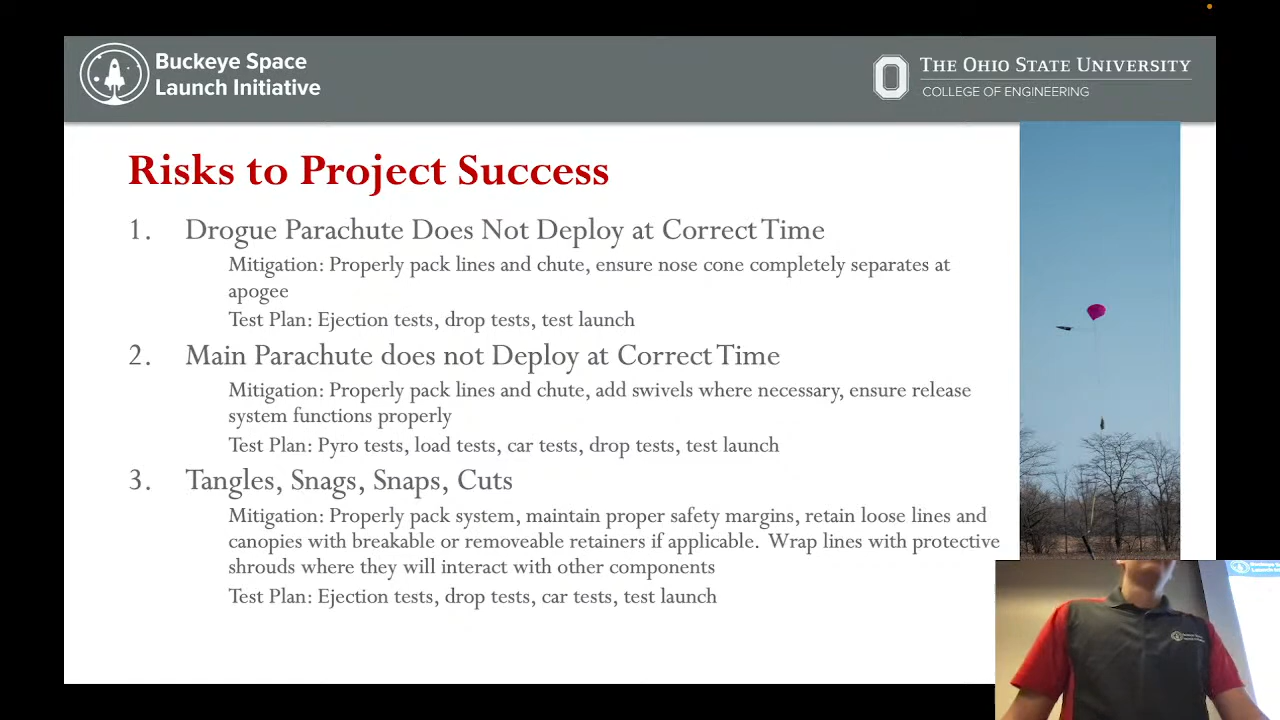 Buckeye Space
Launch Initiative
THE OHIO STATE UNIVERSITY
COLLEGE OF ENGINEERING
Risks to Project Success
1. Drogue Parachute Does Not Deploy at Correct Time
Mitigation: Properly pack lines and chute, ensure nose cone completely separates at
apogee
Test Plan: Ejection tests, drop tests, test launch
2. Main Parachute does not Deploy at Correct Time
Mitigation: Properly pack lines and chute, add swivels where necessary, ensure release
system functions properly
Test Plan: Pyro tests, load tests, car tests, drop tests, test launch
3. Tangles, Snags, Snaps, Cuts
Mitigation: Properly pack system, maintain proper safety margins, retain loose lines and
canopies with breakable or removeable retainers if applicable. Wrap lines with protective
shrouds where they will interact with other components
Test Plan: Ejection tests, drop tests, car tests, test launch
Buckeye Space
Launch Initiative